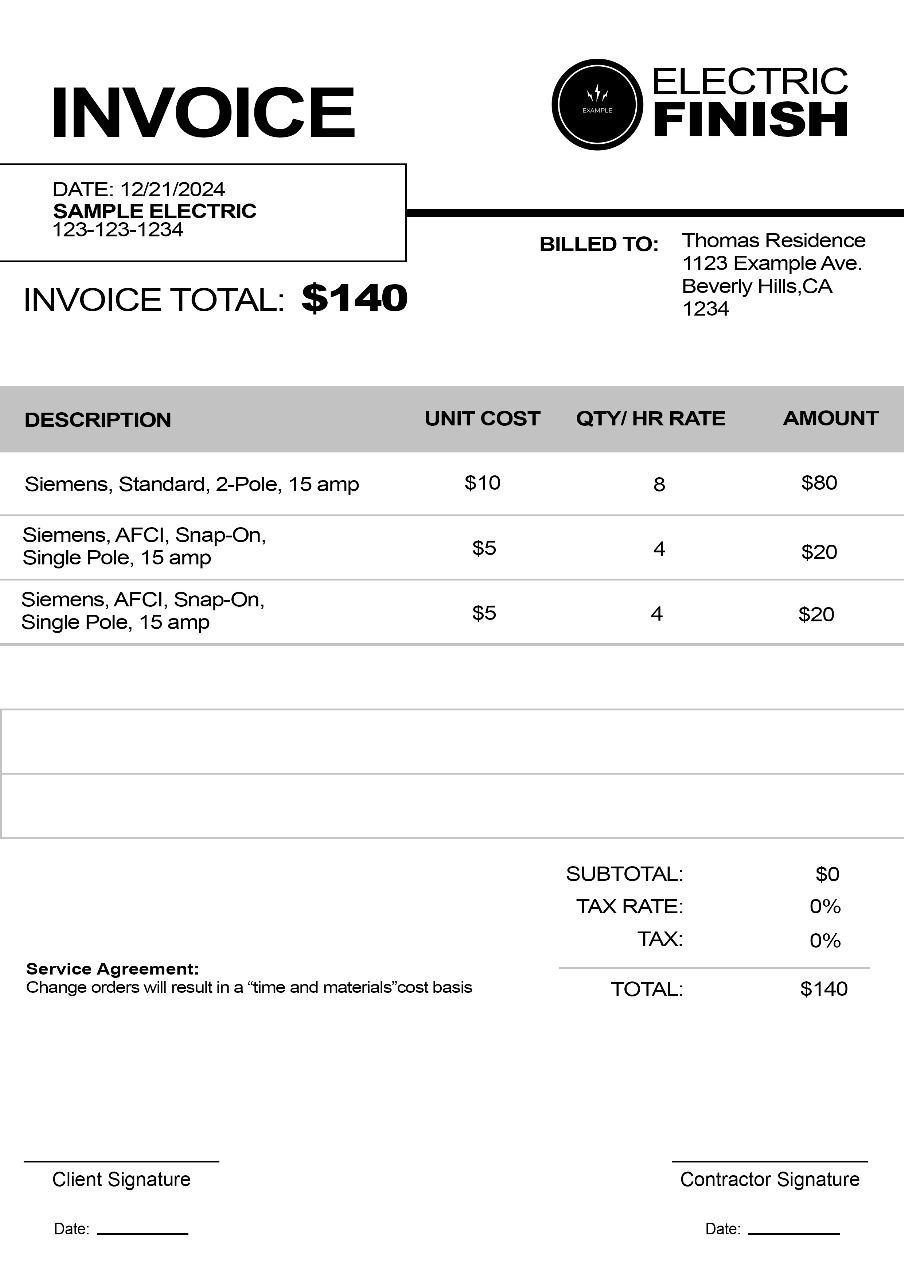 INVOICE
EXAMPLE
ELECTRIC
FINISH
DATE: 12/21/2024
SAMPLE ELECTRIC
123-123-1234
BILLED TO:
Thomas Residence
1123 Example Ave.
Beverly Hills,CA
1234
INVOICE TOTAL: $140
DESCRIPTION UNIT COST QTY/ HR RATE AMOUNT
Siemens, Standard, 2-Pole, 15 amp $10 8 $80
Siemens, AFCI, Snap-On,
Single Pole, 15 amp $5 4 $20
Siemens, AFCI, Snap-On,
Single Pole, 15 amp $5 4 $20
SUBTOTAL: $0
TAX RATE: 0%
TAX: 0%
TOTAL: $140
Service Agreement:
Change orders will result in a “time and materials”cost basis
Client Signature
Date:
Contractor Signature
Date: